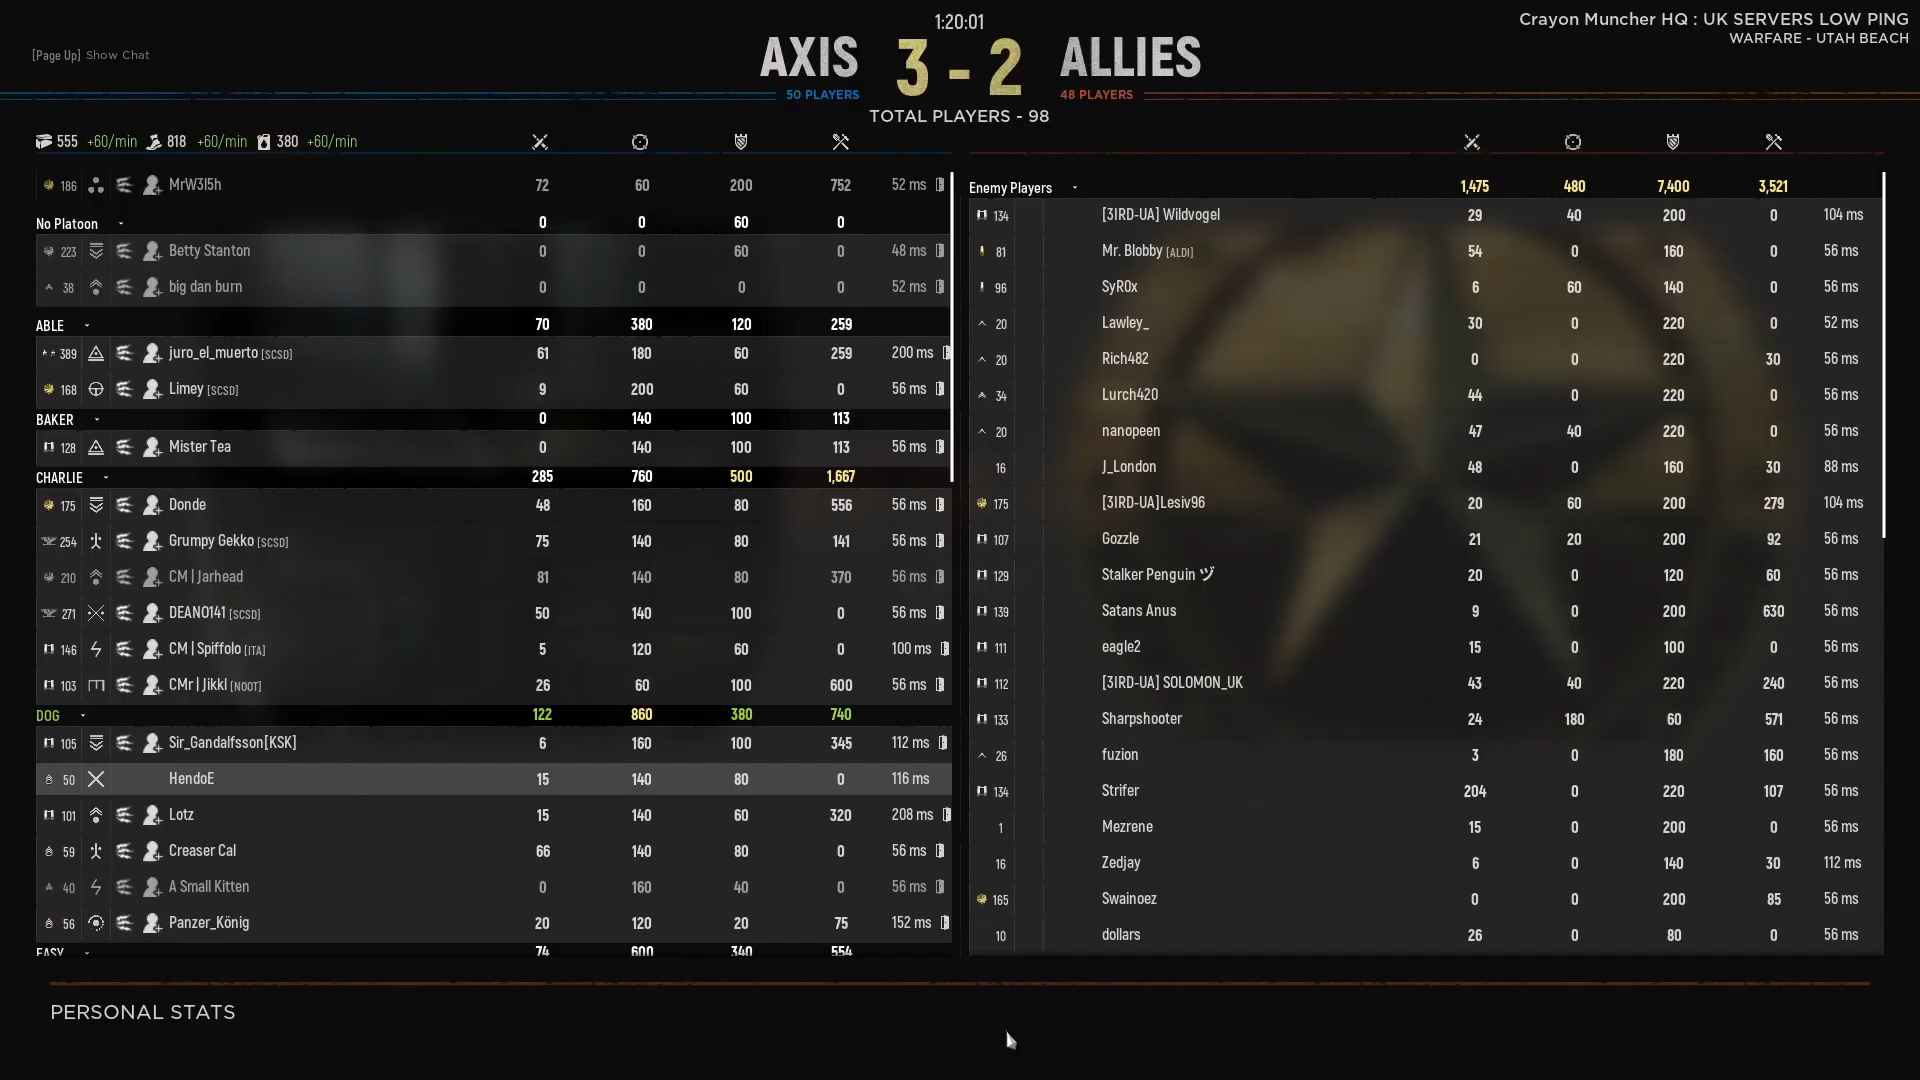 1:20:01
Crayon Muncher HQ : UK SERVERS LOW PING
WARFARE - UTAH BEACH
[Page Up] Show Chat
AXIS 3 - 2 ALLIES
50 PLAYERS 48 PLAYERS
TOTAL PLAYERS - 98
555 +60/min 818 +60/min 380 +60/min
186 MrW3l5h 72 60 200 752 52 ms
No Platoon 0 0 60 0
223 Betty Stanton 0 0 60 0 48 ms
38 big dan burn 0 0 0 0 52 ms
ABLE 70 380 120 259
389 juro_el_muerto [SCSD] 61 180 60 259 200 ms
168 Limey [SCSD] 9 200 60 0 56 ms
BAKER 0 140 100 113
128 Mister Tea 0 140 100 113 56 ms
CHARLIE 285 760 500 1,667
175 Donde 48 160 80 556 56 ms
254 Grumpy Gekko [SCSD] 75 140 80 141 56 ms
210 CM | Jarhead 81 140 80 370 56 ms
271 DEANO141 [SCSD] 50 140 100 0 56 ms
146 CM | Spiffolo [ITA] 5 120 60 0 100 ms
103 CMr | Jikkl [NOOT] 26 60 100 600 56 ms
DOG 122 860 380 740
105 Sir_Gandalfsson[KSK] 6 160 100 345 112 ms
50 HendoE 15 140 80 0 116 ms
101 Lotz 15 140 60 320 208 ms
59 Creaser Cal 66 140 80 0 56 ms
40 A Small Kitten 0 160 40 0 56 ms
56 Panzer_König 20 120 20 75 152 ms
EASY 74 600 340 554
Enemy Players 1,475 480 7,400 3,521
134 [3IRD-UA] Wildvogel 29 40 200 0 104 ms
81 Mr. Blobby [ALDI] 54 0 160 0 56 ms
96 SyR0x 6 60 140 0 56 ms
20 Lawley_ 30 0 220 0 52 ms
20 Rich482 0 0 220 30 56 ms
34 Lurch420 44 0 220 0 56 ms
20 nanopeen 47 40 220 0 56 ms
16 J_London 48 0 160 30 88 ms
175 [3IRD-UA]Lesiv96 20 60 200 279 104 ms
107 Gozzle 21 20 200 92 56 ms
129 Stalker Penguin ヅ 20 0 120 60 56 ms
139 Satans Anus 9 0 200 630 56 ms
111 eagle2 15 0 100 0 56 ms
112 [3IRD-UA] SOLOMON_UK 43 40 220 240 56 ms
133 Sharpshooter 24 180 60 571 56 ms
26 fuzion 3 0 180 160 56 ms
134 Strifer 204 0 220 107 56 ms
1 Mezrene 15 0 200 0 56 ms
16 Zedjay 6 0 140 30 112 ms
165 Swainoez 0 0 200 85 56 ms
10 dollars 26 0 80 0 56 ms
PERSONAL STATS